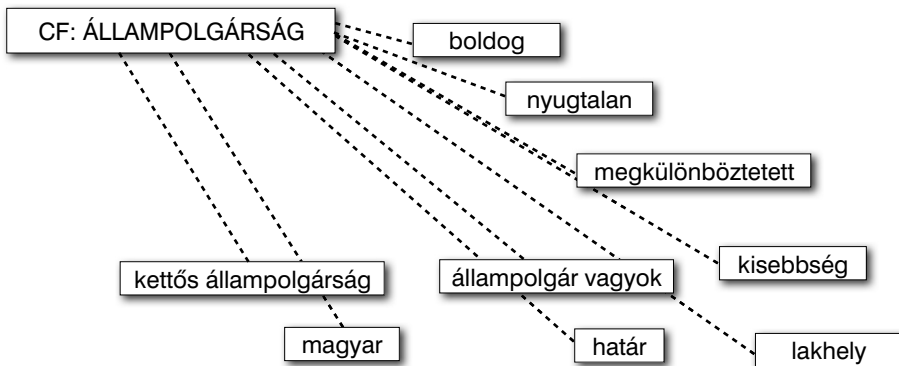 CF: ÁLLAMPOLGÁRSÁG
boldog
nyugtalan
megkülönböztetett
kisebbség
kettős állampolgárság
állampolgár vagyok
magyar
határ
lakhely